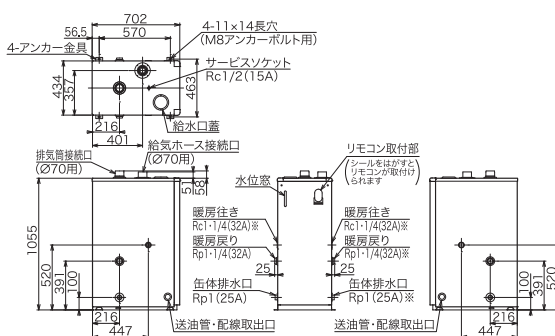 702
56.5
570
4-11×14長穴
(M8アンカーボルト用)
4-アンカー金具
サービスソケット
Rc1/2(15A)
434
357
463
216
401
給水口蓋
給気ホース接続口
(Ø70用)
排気筒接続口
(Ø70用)
51
58
リモコン取付部
(シールをはがすと
リモコンが取付け
られます)
水位窓
暖房往き
Rc1·1/4(32A)※
暖房戻り
Rp1·1/4(32A)
25
缶体排水口
Rp1(25A)
暖房往き
Rc1·1/4(32A)※
暖房戻り
Rp1·1/4(32A)※
25
缶体排水口
Rp1(25A)※
1055
520
391
100
216
447
送油管・配線取出口
送油管・配線取出口
100
391
520
216
447